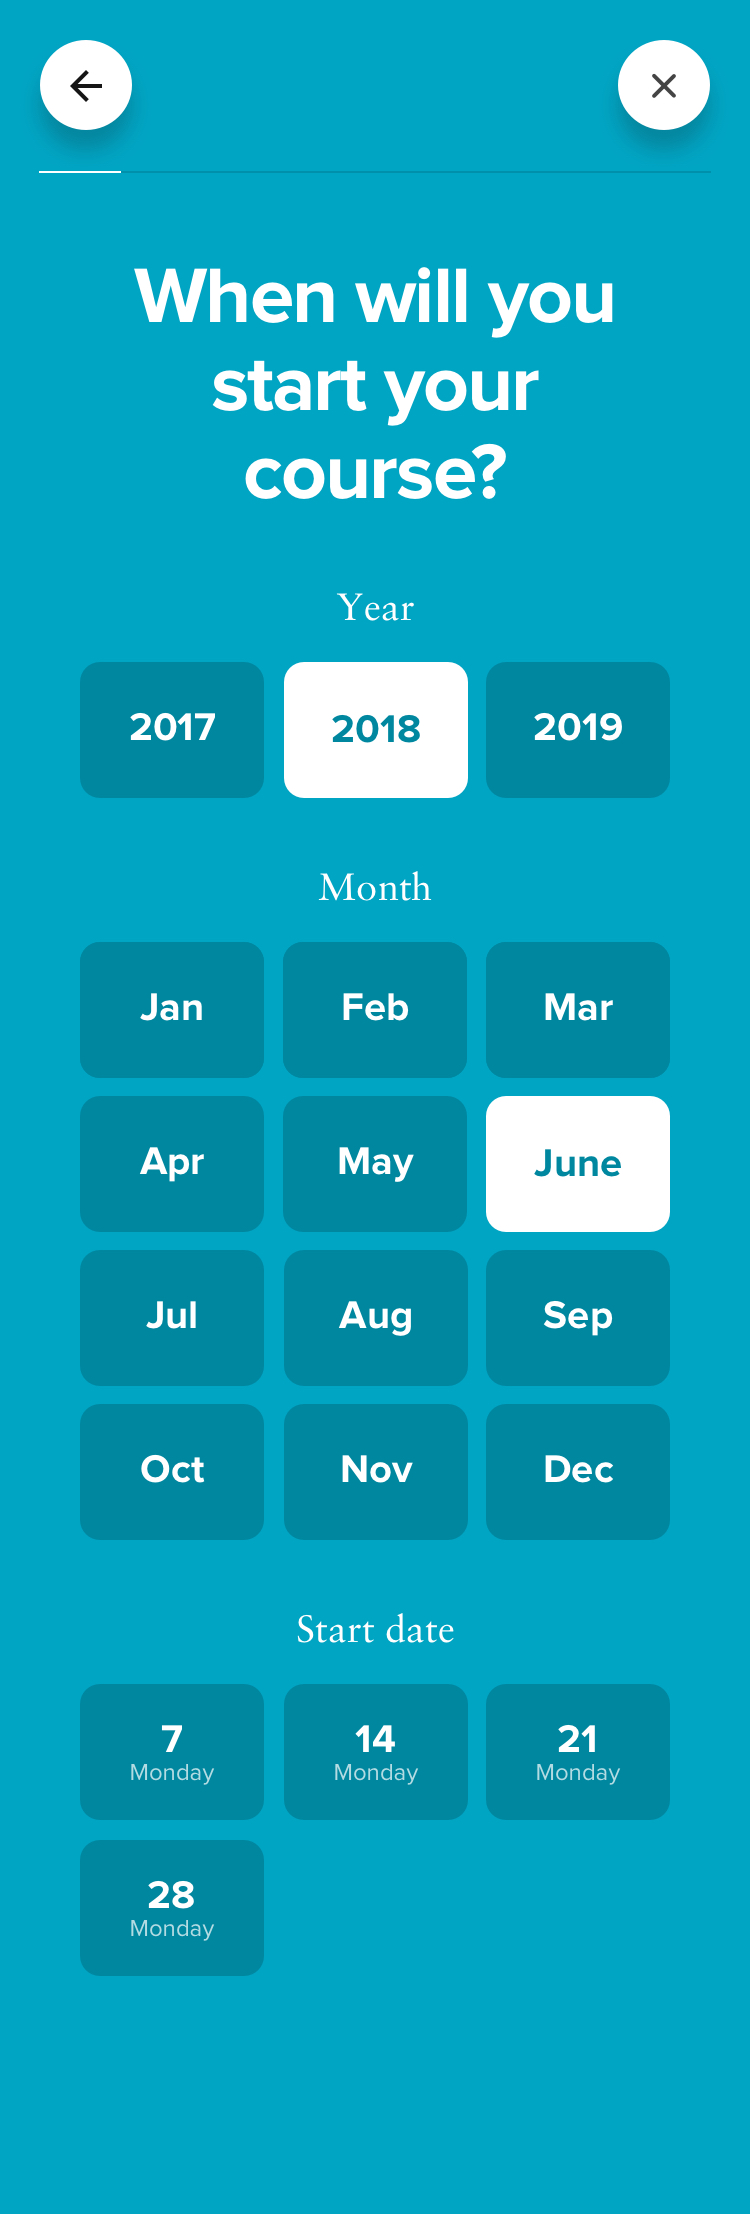 When will you
start your
course?
Year
2017 2018 2019
Month
Jan Feb Mar
Apr May June
Jul Aug Sep
Oct Nov Dec
Start date
7 14 21
Monday Monday Monday
28
Monday